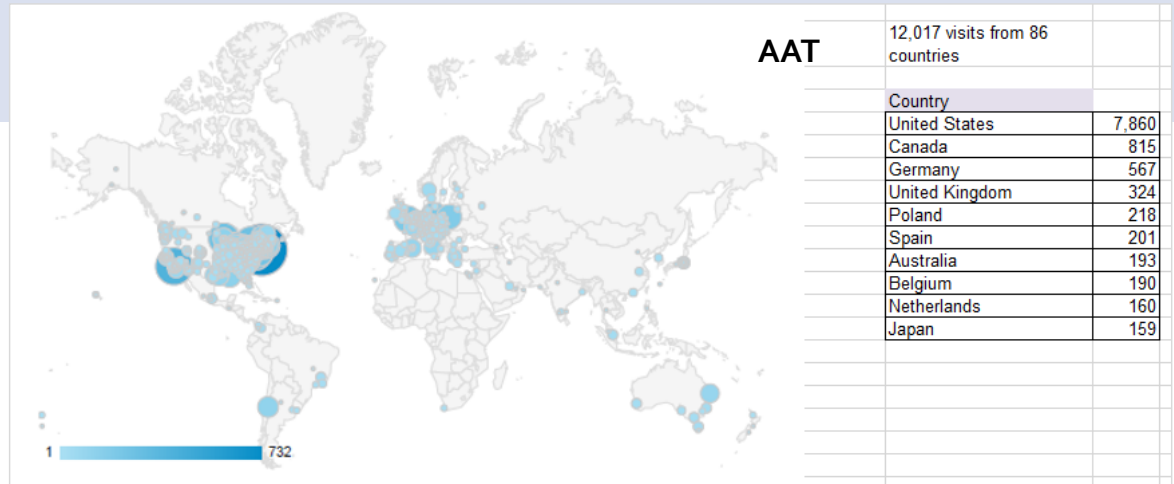 AAT
12,017 visits from 86
countries
Country
United States 7,860
Canada 815
Germany 567
United Kingdom 324
Poland 218
Spain 201
Australia 193
Belgium 190
Netherlands 160
Japan 159
1 732